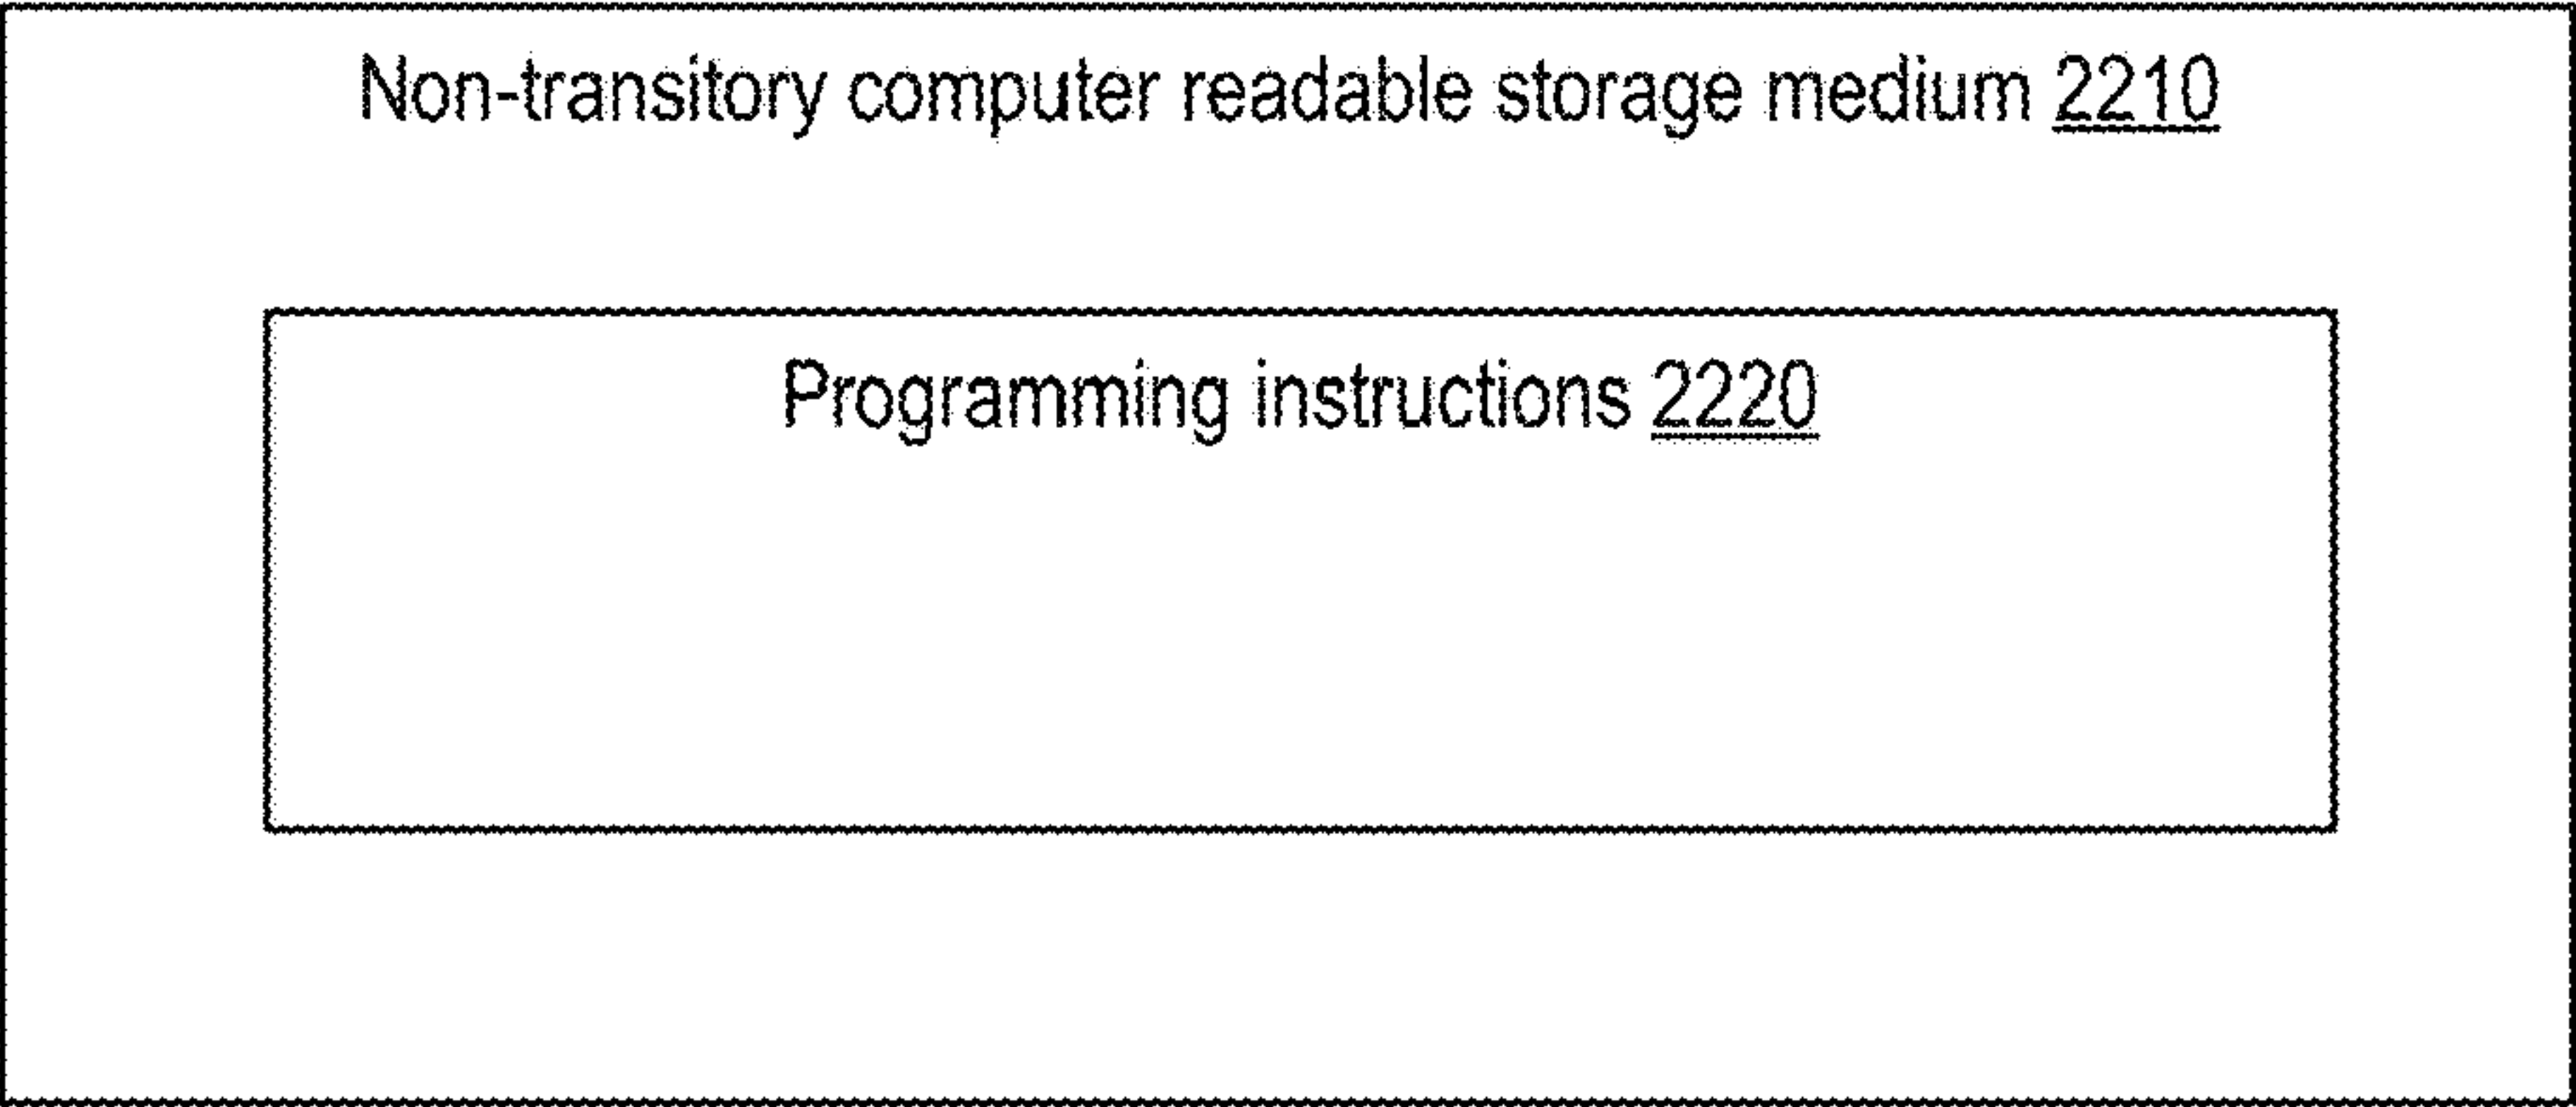 Non-transitory computer readable storage medium 2210
Programming instructions 2220